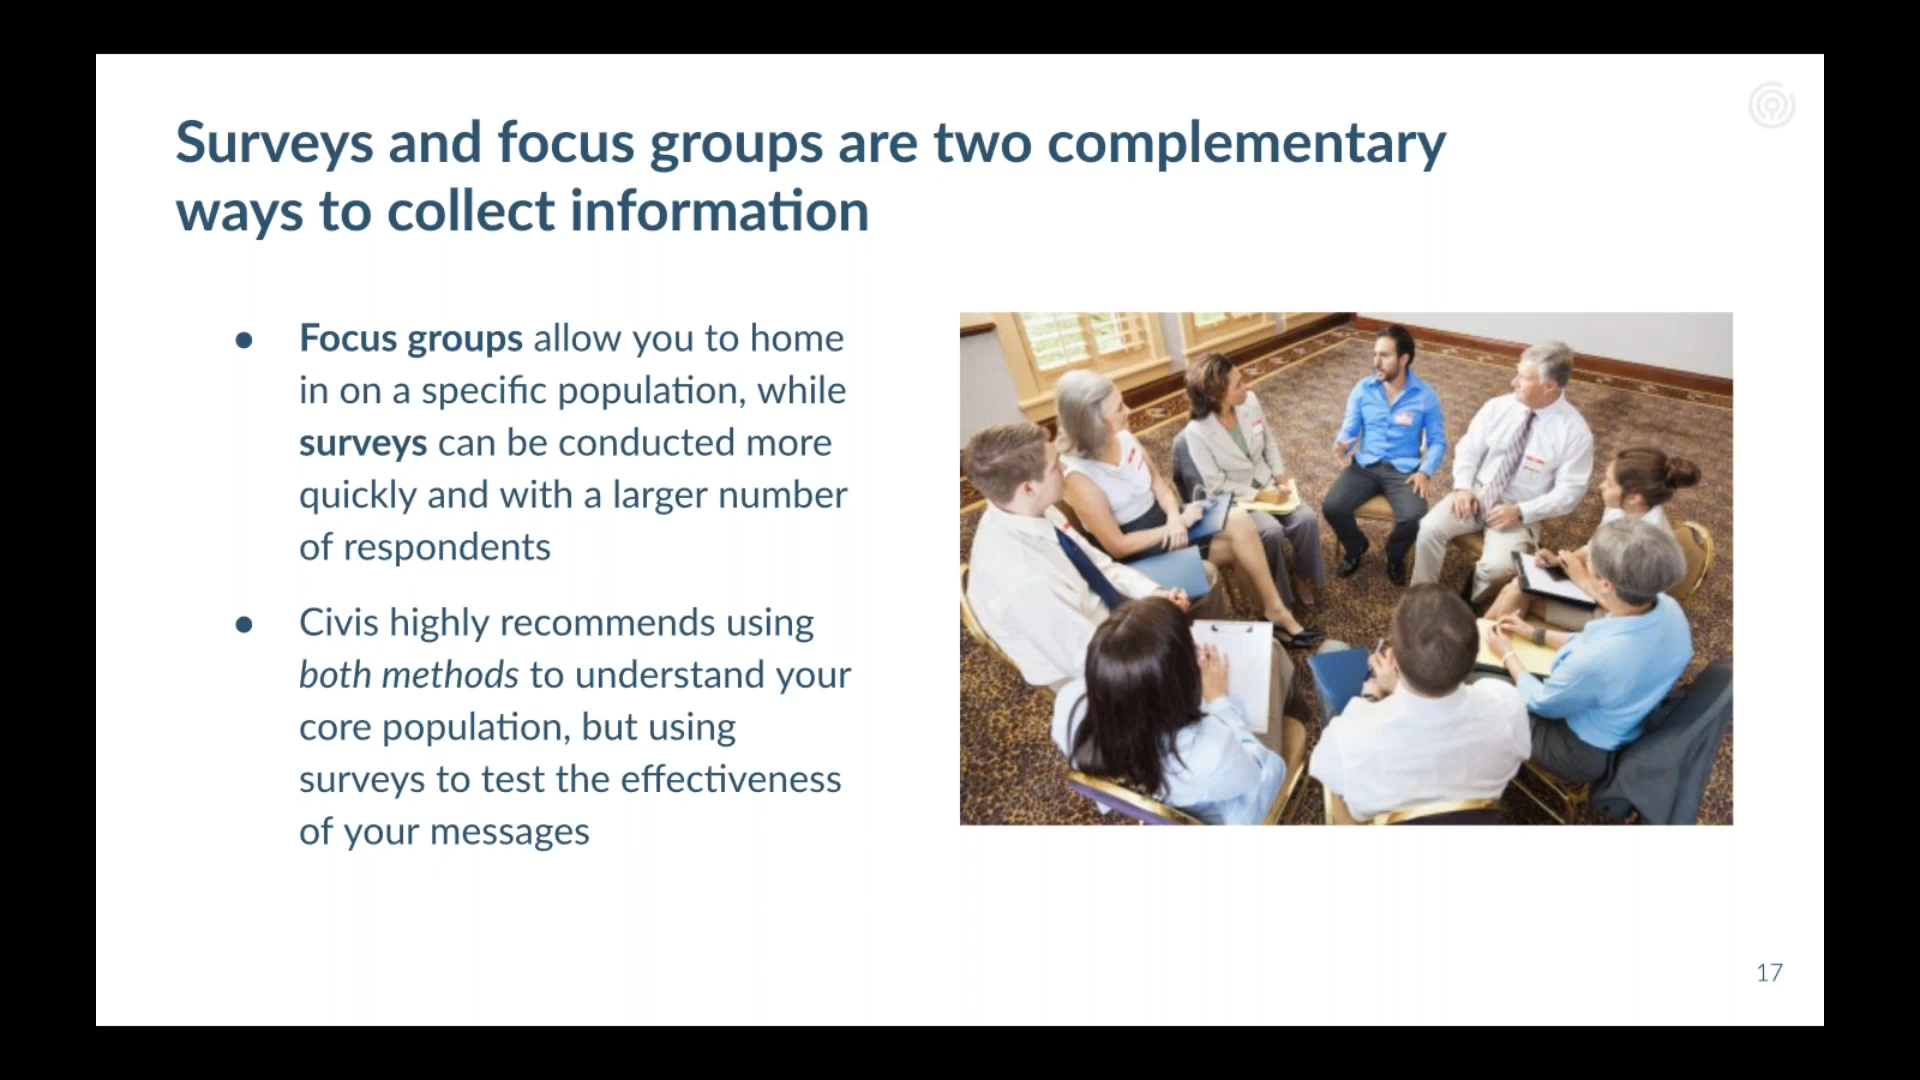 Surveys and focus groups are two complementary
ways to collect information
● Focus groups allow you to home
in on a specific population, while
surveys can be conducted more
quickly and with a larger number
of respondents
● Civis highly recommends using
both methods to understand your
core population, but using
surveys to test the effectiveness
of your messages
17